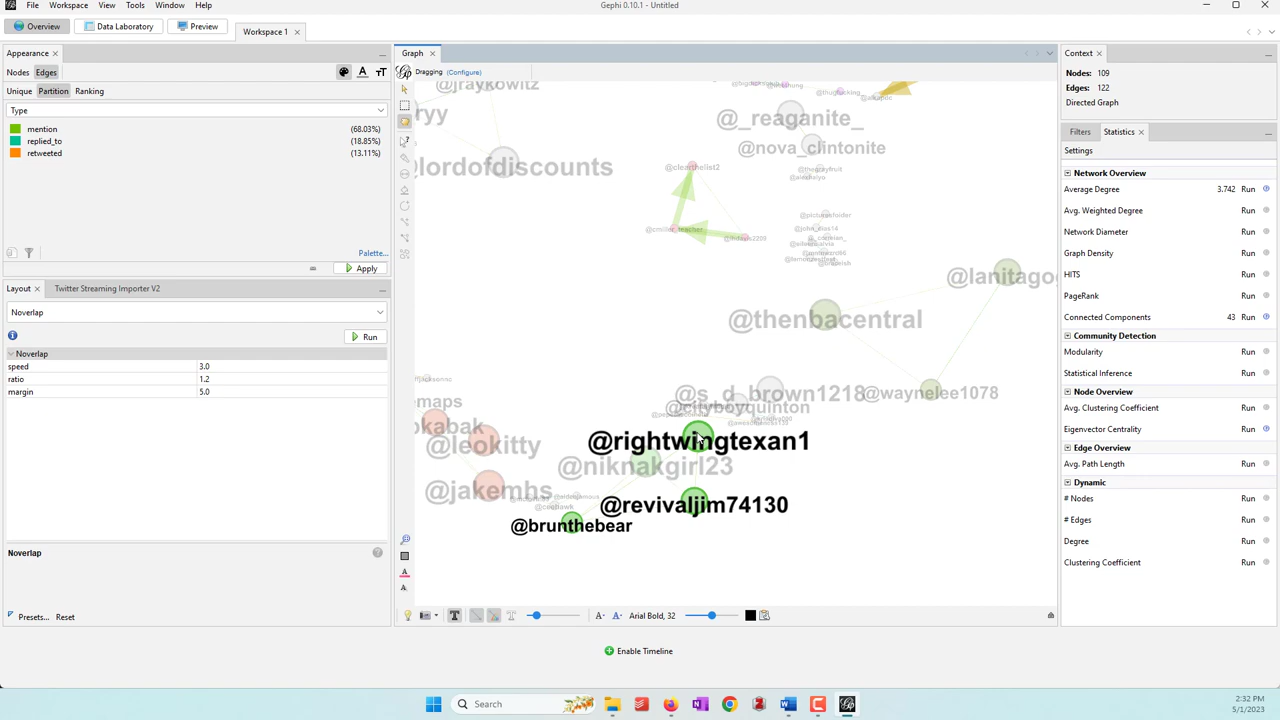 File Workspace View Tools Window Help
Gephi 0.10.1 - Untitled
Overview Data Laboratory Preview Workspace 1
Appearance
Nodes Edges
Unique Partition Ranking
Type
mention (68.03%)
replied_to (18.85%)
retweeted (13.11%)
Palette...
Apply
Layout Twitter Streaming Importer V2
Noverlap
Run
Noverlap
speed 3.0
ratio 1.2
margin 5.0
Noverlap
Presets... Reset
Graph
Dragging (Configure)
@jraykowitz
ryy
lordofdiscounts
@_reaganite_
@nova_clintonite
@clearthelist2
@picturesfoider
@thenbacentral
@lanitagog
@s_d_brown1218
@waynelee1078
emaps
okabak
@leokitty
@jakemhs
@rightwingtexan1
@niknakgirl23
@revivaljim74130
@brunthebear
Arial Bold, 32
Enable Timeline
Context
Nodes: 109
Edges: 122
Directed Graph
Filters Statistics
Settings
Network Overview
Average Degree 3.742 Run
Avg. Weighted Degree Run
Network Diameter Run
Graph Density Run
HITS Run
PageRank Run
Connected Components 43 Run
Community Detection
Modularity Run
Statistical Inference Run
Node Overview
Avg. Clustering Coefficient Run
Eigenvector Centrality Run
Edge Overview
Avg. Path Length Run
Dynamic
# Nodes Run
# Edges Run
Degree Run
Clustering Coefficient Run
Search
2:32 PM
5/1/2023